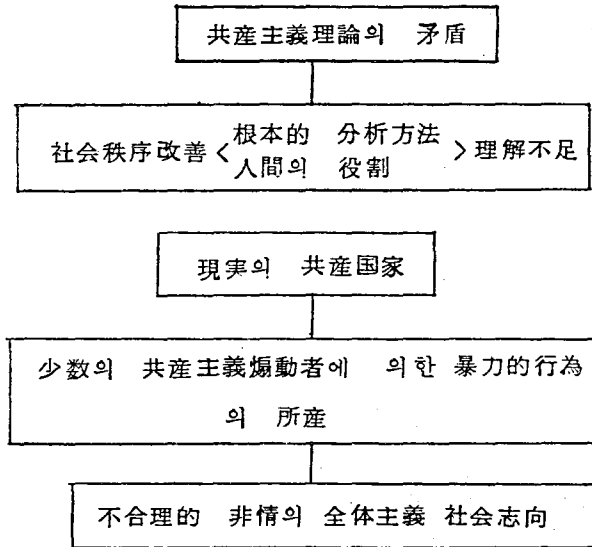 共産主義理論의 矛盾
根本的 分析方法
社会秩序改善 < > 理解不足
人間의 役割
現実의 共産国家
少数의 共産主義煽動者에 의한 暴力的行為
의 所産
不合理的 非情의 全体主義 社会志向